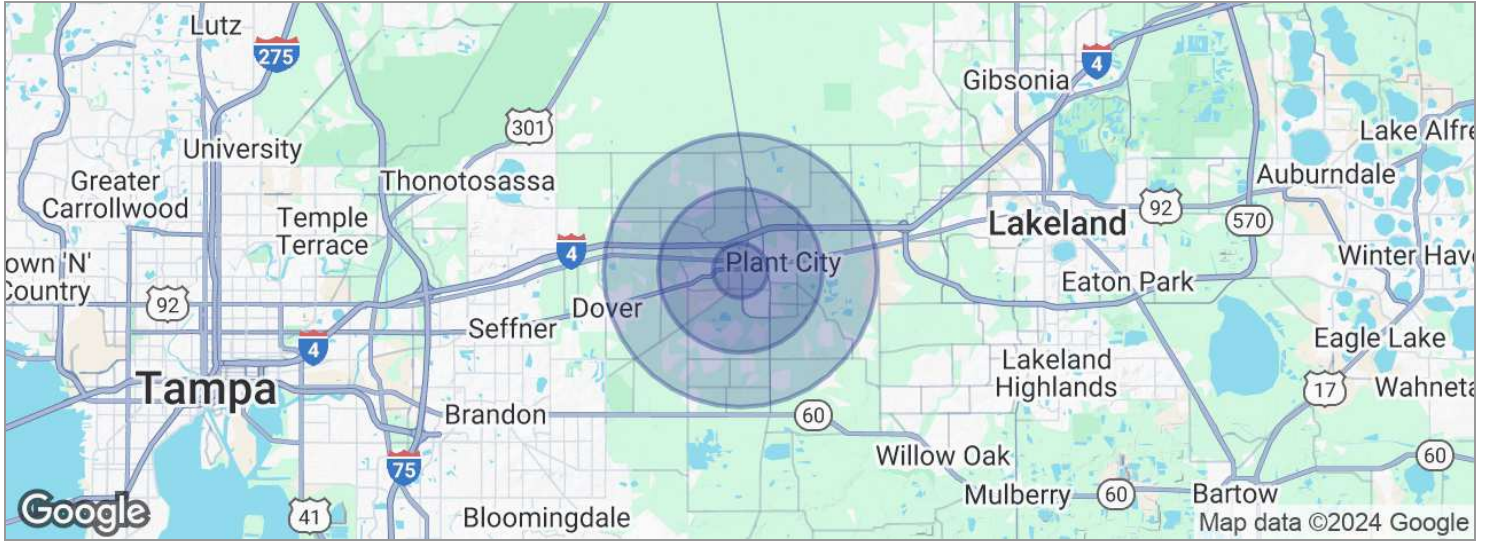 Lutz
275
4
Gibsonia
301
Lake Alfre
University
Thonotosassa
Auburndale
Greater
Carrollwood
Temple
Terrace
Lakeland
92
570
4
Plant City
Winter Hav
own 'N'
Country
92
Eaton Park
Dover
Seffner
4
Eagle Lake
Lakeland
Highlands
Tampa
17
Wahneta
Brandon
60
75
Willow Oak
60
Mulberry
60
Bartow
Google
41
Bloomingdale
Map data ©2024 Google